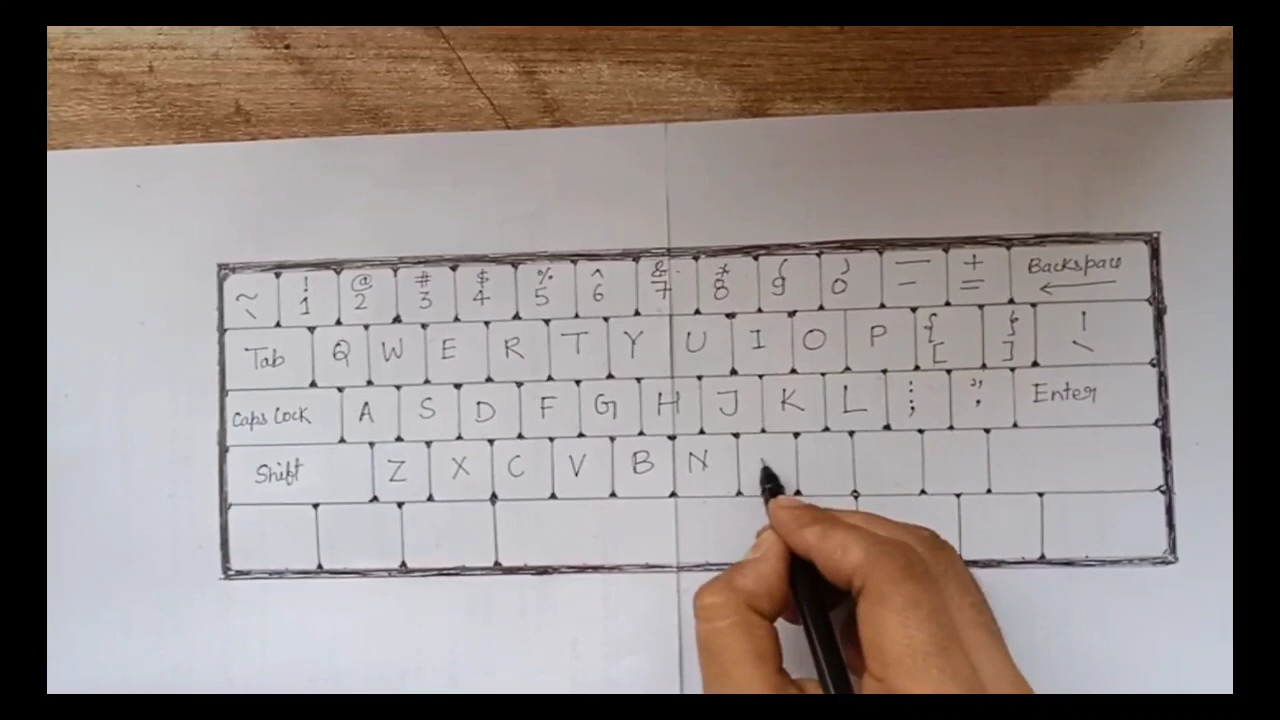 ~ ! @ # $ % ^ & * ( ) — + Backspace
` 1 2 3 4 5 6 7 8 9 0 - = ←
Tab Q W E R T Y U I O P { } |
[ ] \
Caps Lock A S D F G H J K L : " Enter
; '
Shift Z X C V B N